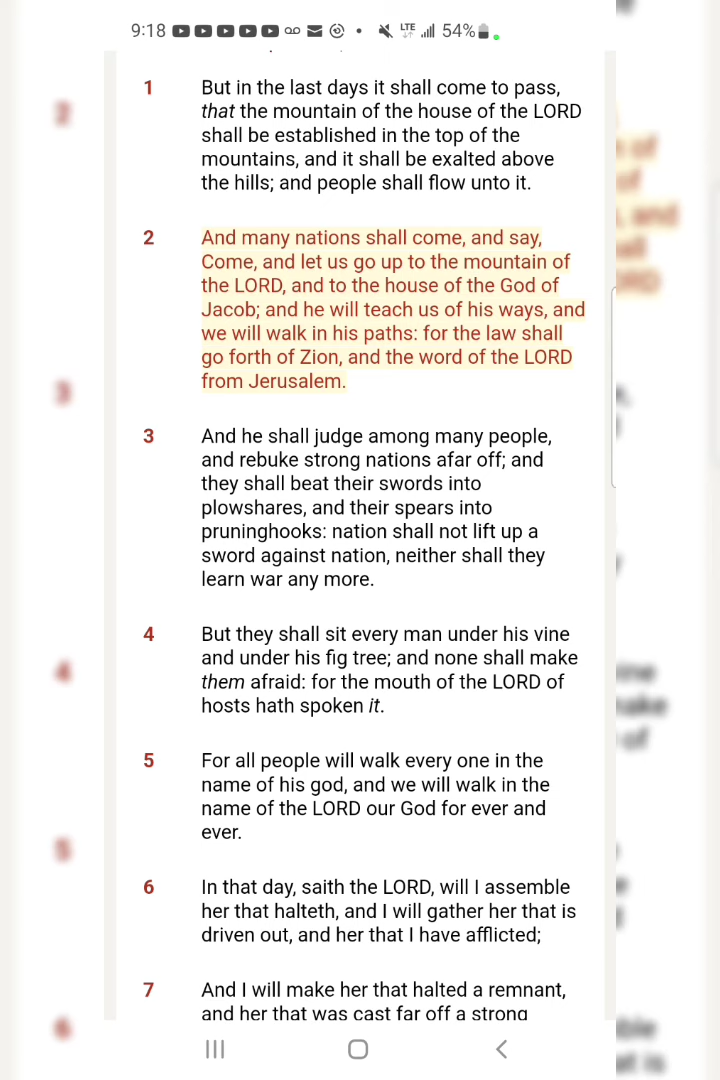 9:18 LTE 54%
1 But in the last days it shall come to pass,
that the mountain of the house of the LORD
shall be established in the top of the
mountains, and it shall be exalted above
the hills; and people shall flow unto it.
2 And many nations shall come, and say,
Come, and let us go up to the mountain of
the LORD, and to the house of the God of
Jacob; and he will teach us of his ways, and
we will walk in his paths: for the law shall
go forth of Zion, and the word of the LORD
from Jerusalem.
3 And he shall judge among many people,
and rebuke strong nations afar off; and
they shall beat their swords into
plowshares, and their spears into
pruninghooks: nation shall not lift up a
sword against nation, neither shall they
learn war any more.
4 But they shall sit every man under his vine
and under his fig tree; and none shall make
them afraid: for the mouth of the LORD of
hosts hath spoken it.
5 For all people will walk every one in the
name of his god, and we will walk in the
name of the LORD our God for ever and
ever.
6 In that day, saith the LORD, will I assemble
her that halteth, and I will gather her that is
driven out, and her that I have afflicted;
7 And I will make her that halted a remnant,
and her that was cast far off a strong